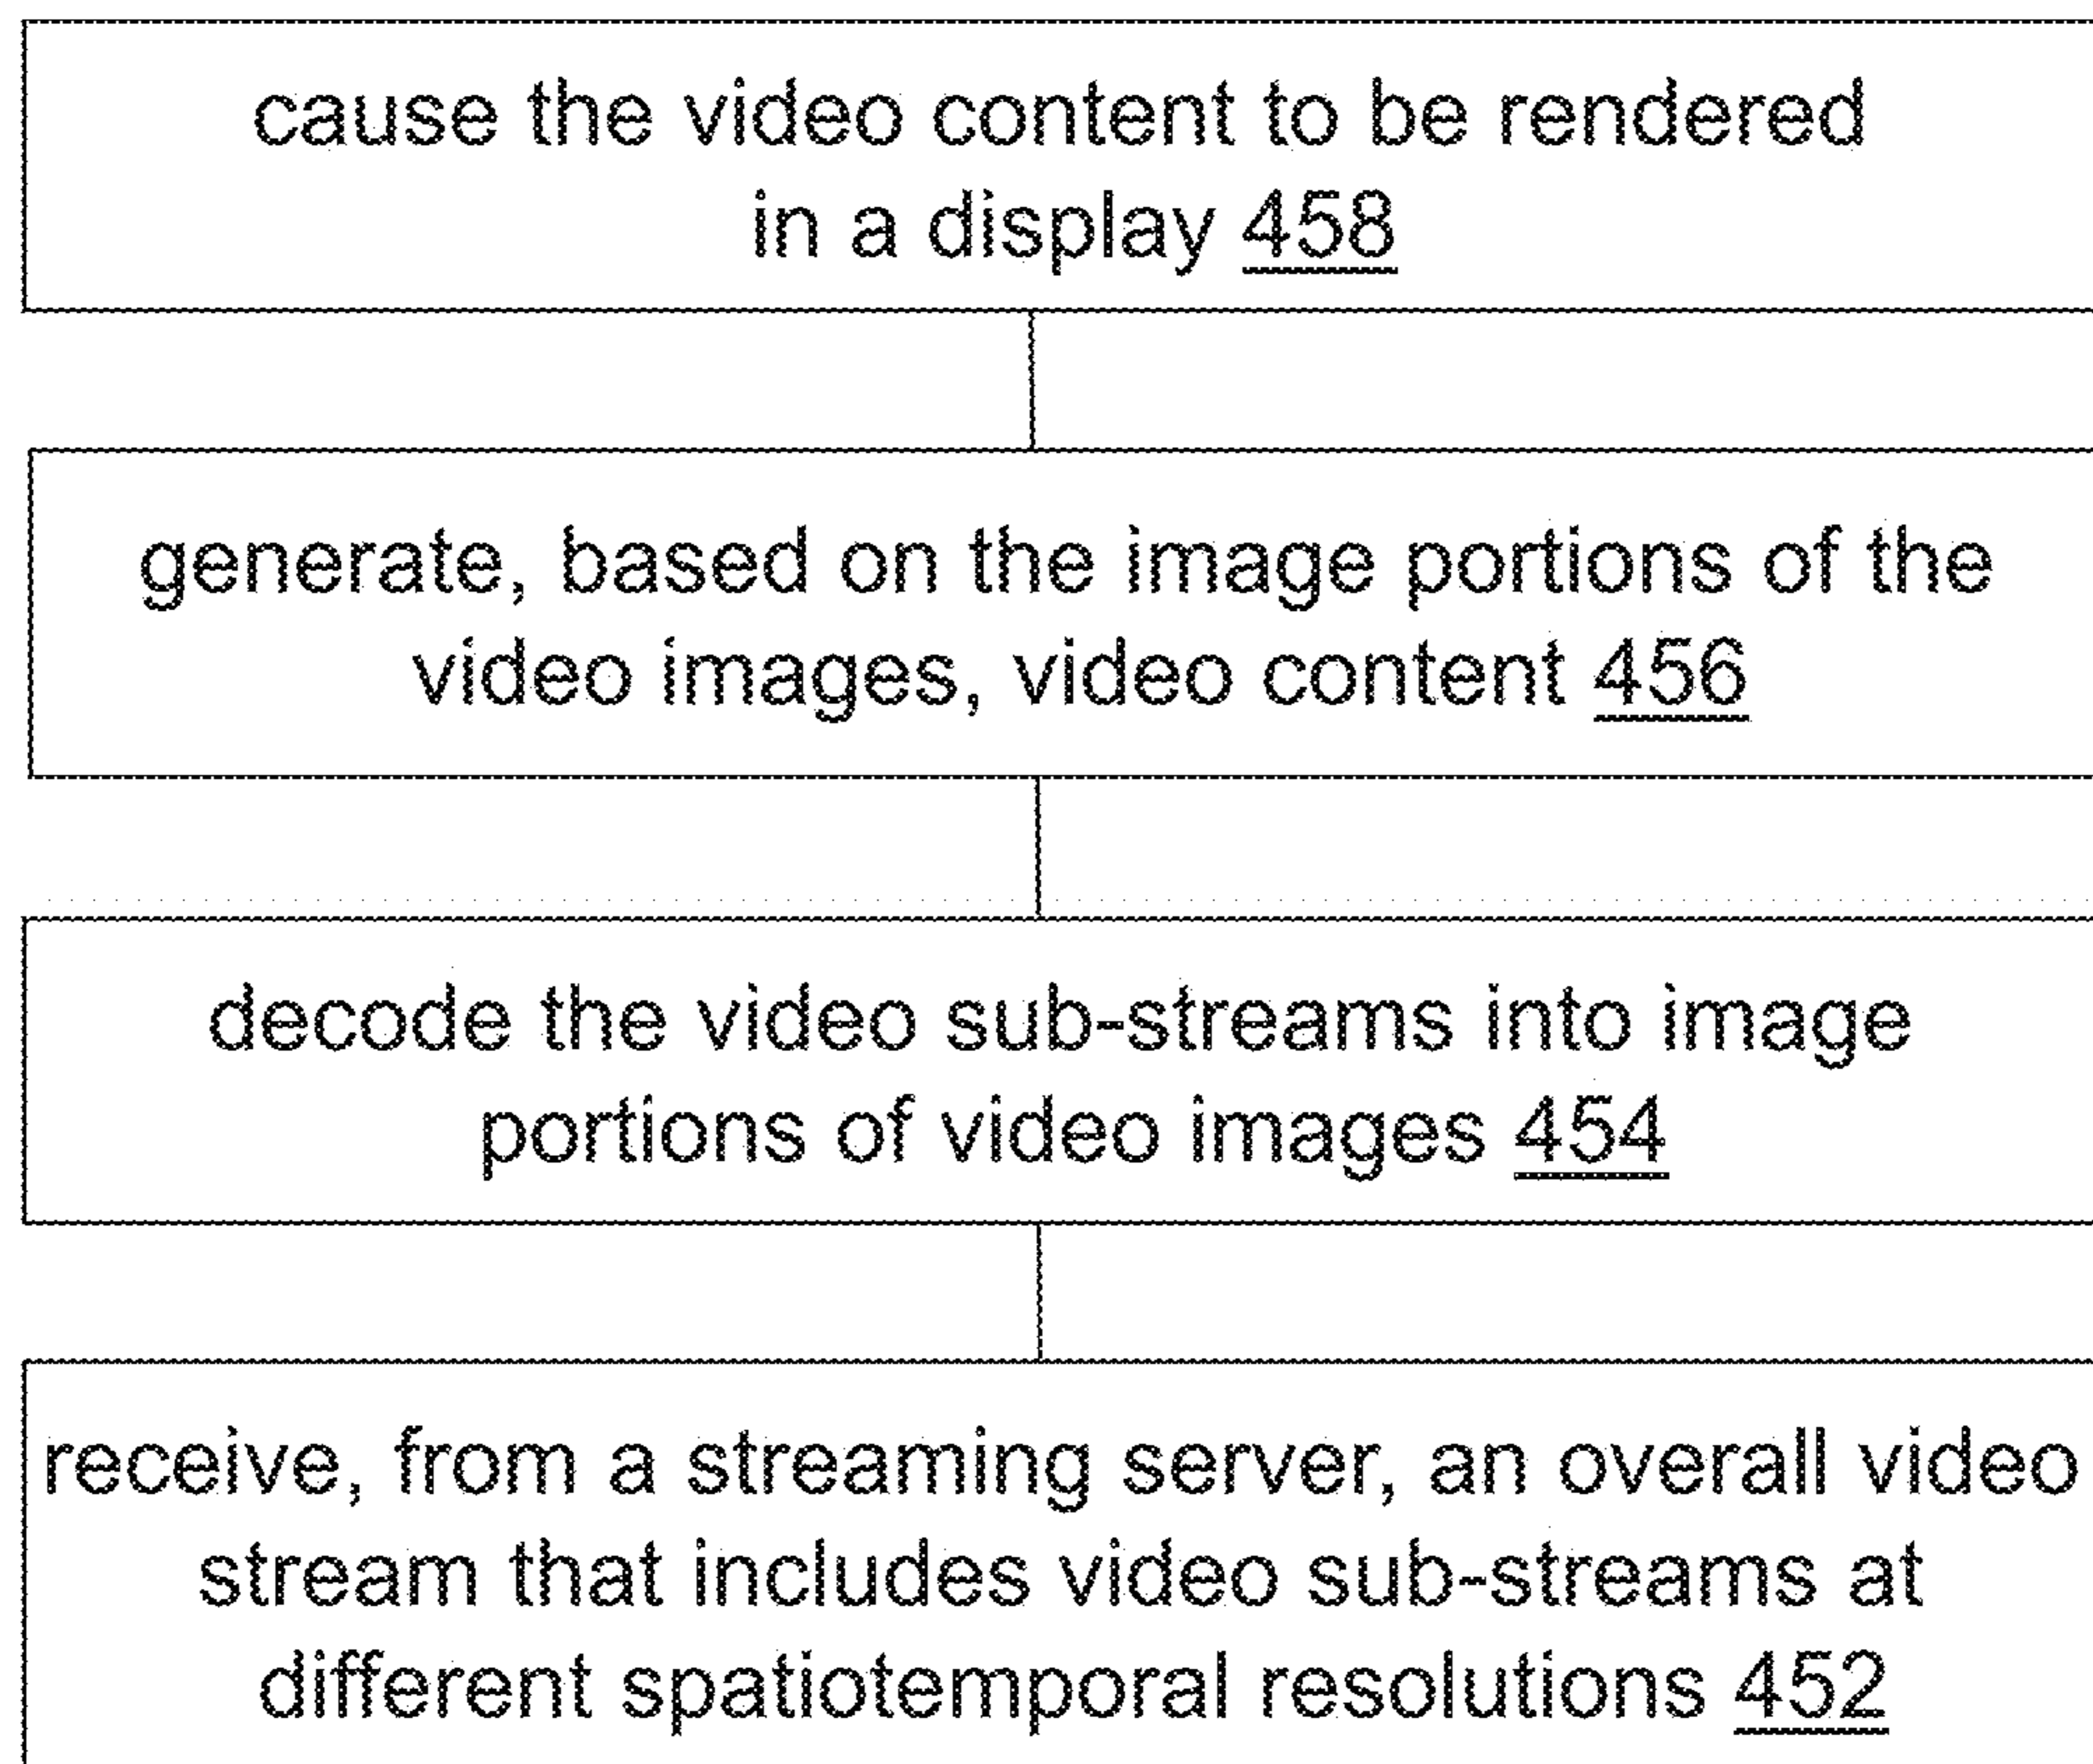 cause the video content to be rendered
in a display 458
generate, based on the image portions of the
video images, video content 456
decode the video sub-streams into image
portions of video images 454
receive, from a streaming server, an overall video
stream that includes video sub-streams at
different spatiotemporal resolutions 452